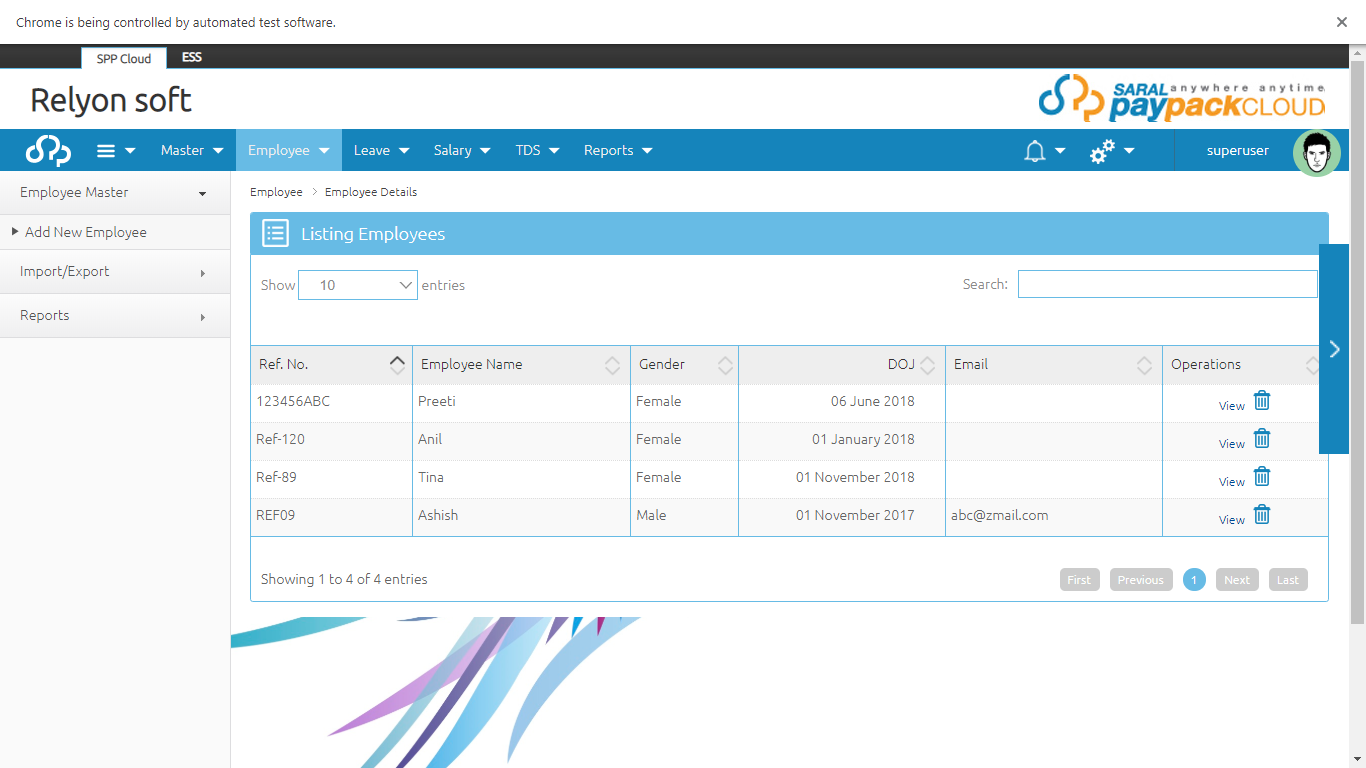 Chrome is being controlled by automated test software.
SPP Cloud ESS
Relyon soft
SARAL anywhere anytime
paypackCLOUD
Master Employee Leave Salary TDS Reports superuser
Employee Master
Add New Employee
Import/Export
Reports
Employee > Employee Details
Listing Employees
Show 10 entries Search:
Ref. No. Employee Name Gender DOJ Email Operations
123456ABC Preeti Female 06 June 2018 View
Ref-120 Anil Female 01 January 2018 View
Ref-89 Tina Female 01 November 2018 View
REF09 Ashish Male 01 November 2017 abc@zmail.com View
Showing 1 to 4 of 4 entries First Previous 1 Next Last